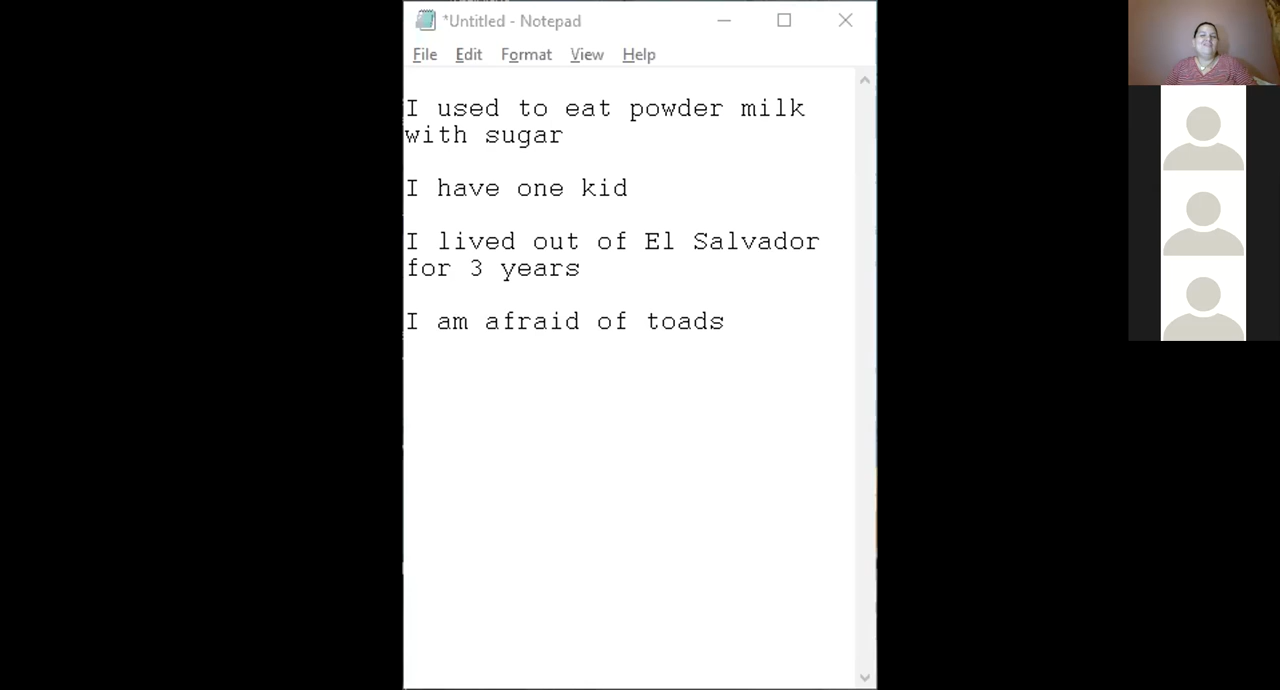 *Untitled - Notepad
File Edit Format View Help
I used to eat powder milk
with sugar
I have one kid
I lived out of El Salvador
for 3 years
I am afraid of toads